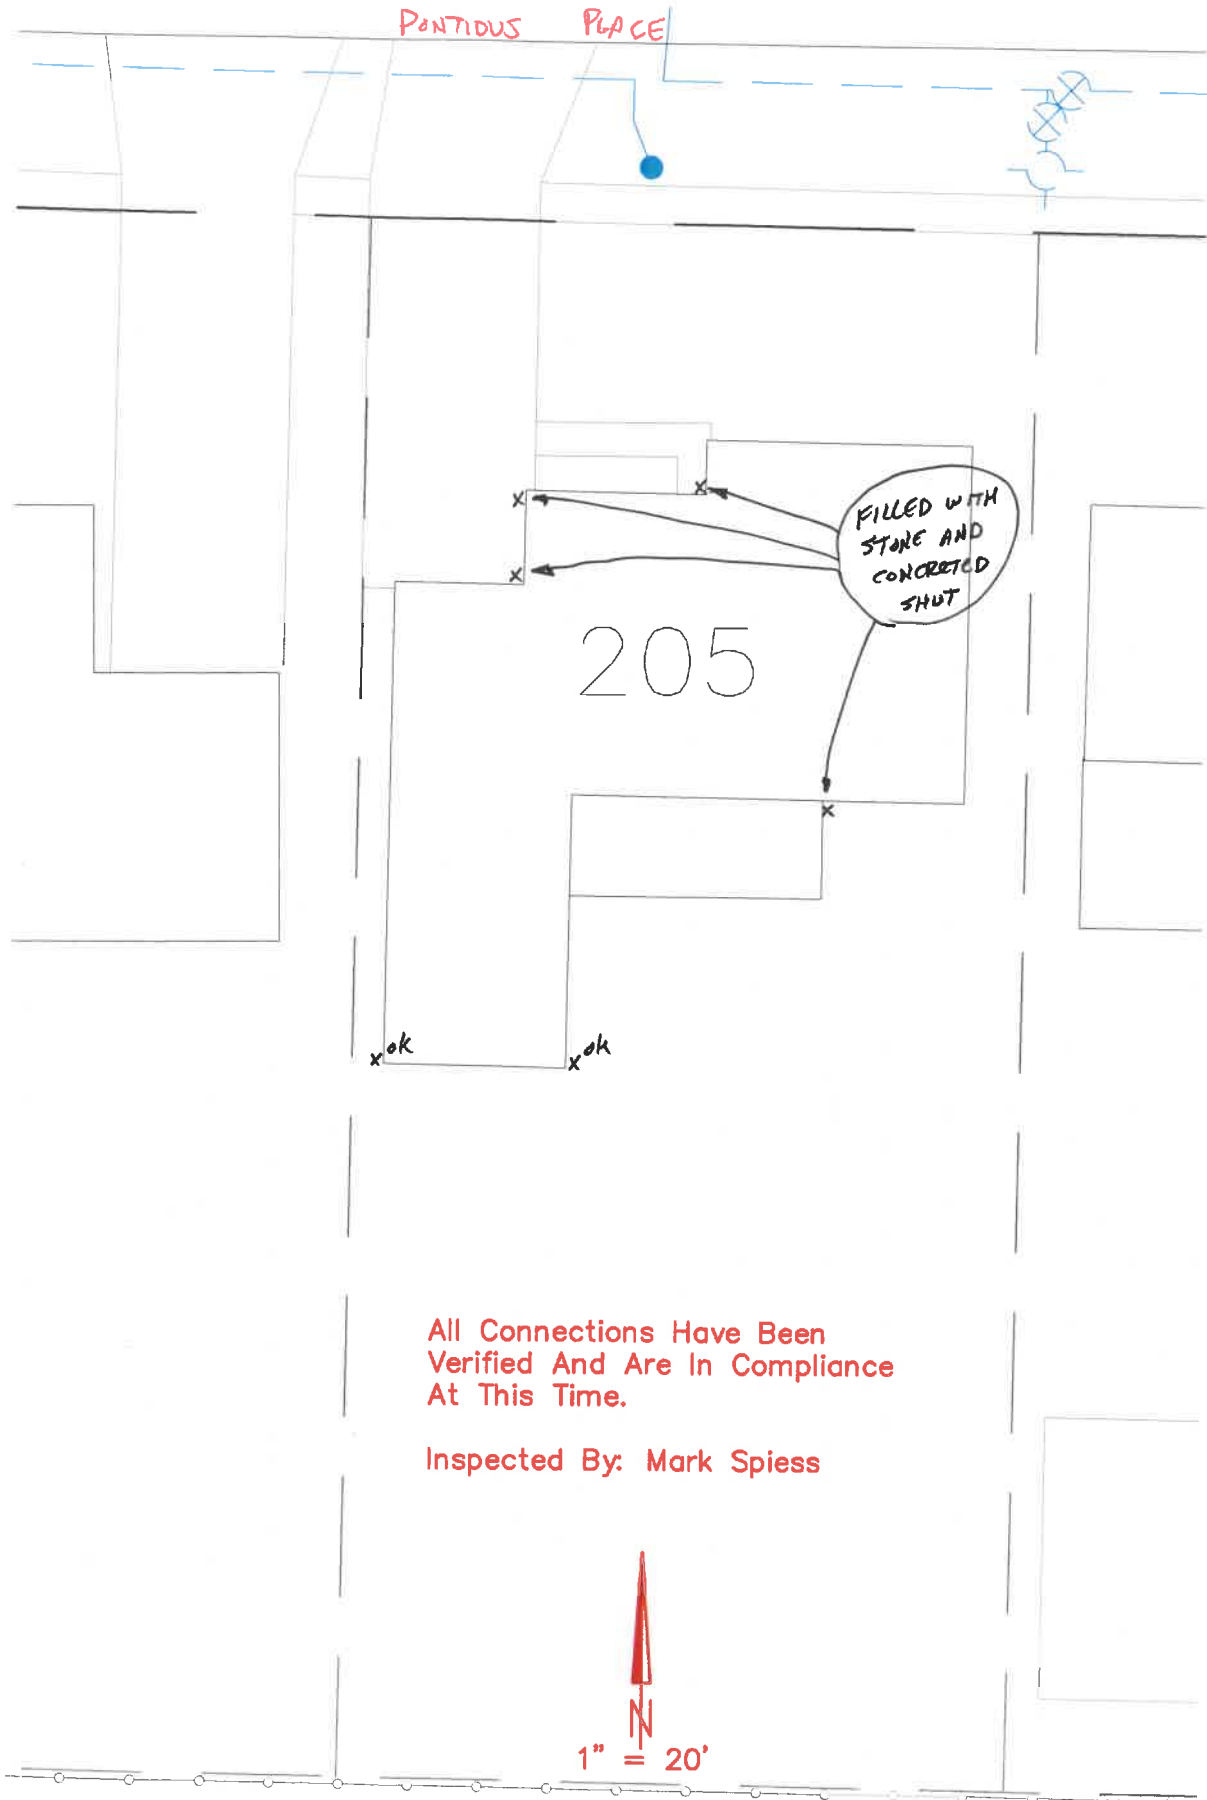 PONTIOUS PLACE
x
x
x
FILLED WITH
STONE AND
CONCRETED
SHUT
205
x
x ok
x ok
All Connections Have Been
Verified And Are In Compliance
At This Time.
Inspected By: Mark Spiess
N
1" = 20'